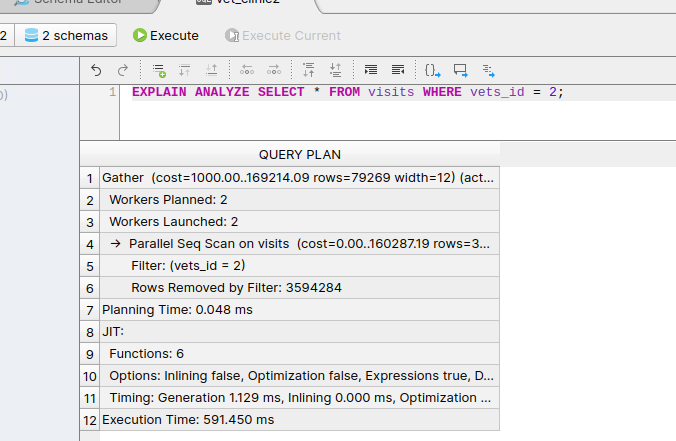 Schema Editor
vet_clinic2
2
2 schemas
Execute
Execute Current
1 EXPLAIN ANALYZE SELECT * FROM visits WHERE vets_id = 2;
QUERY PLAN
1 Gather (cost=1000.00..169214.09 rows=79269 width=12) (act...
2 Workers Planned: 2
3 Workers Launched: 2
4 → Parallel Seq Scan on visits (cost=0.00..160287.19 rows=3...
5 Filter: (vets_id = 2)
6 Rows Removed by Filter: 3594284
7 Planning Time: 0.048 ms
8 JIT:
9 Functions: 6
10 Options: Inlining false, Optimization false, Expressions true, D...
11 Timing: Generation 1.129 ms, Inlining 0.000 ms, Optimization ...
12 Execution Time: 591.450 ms